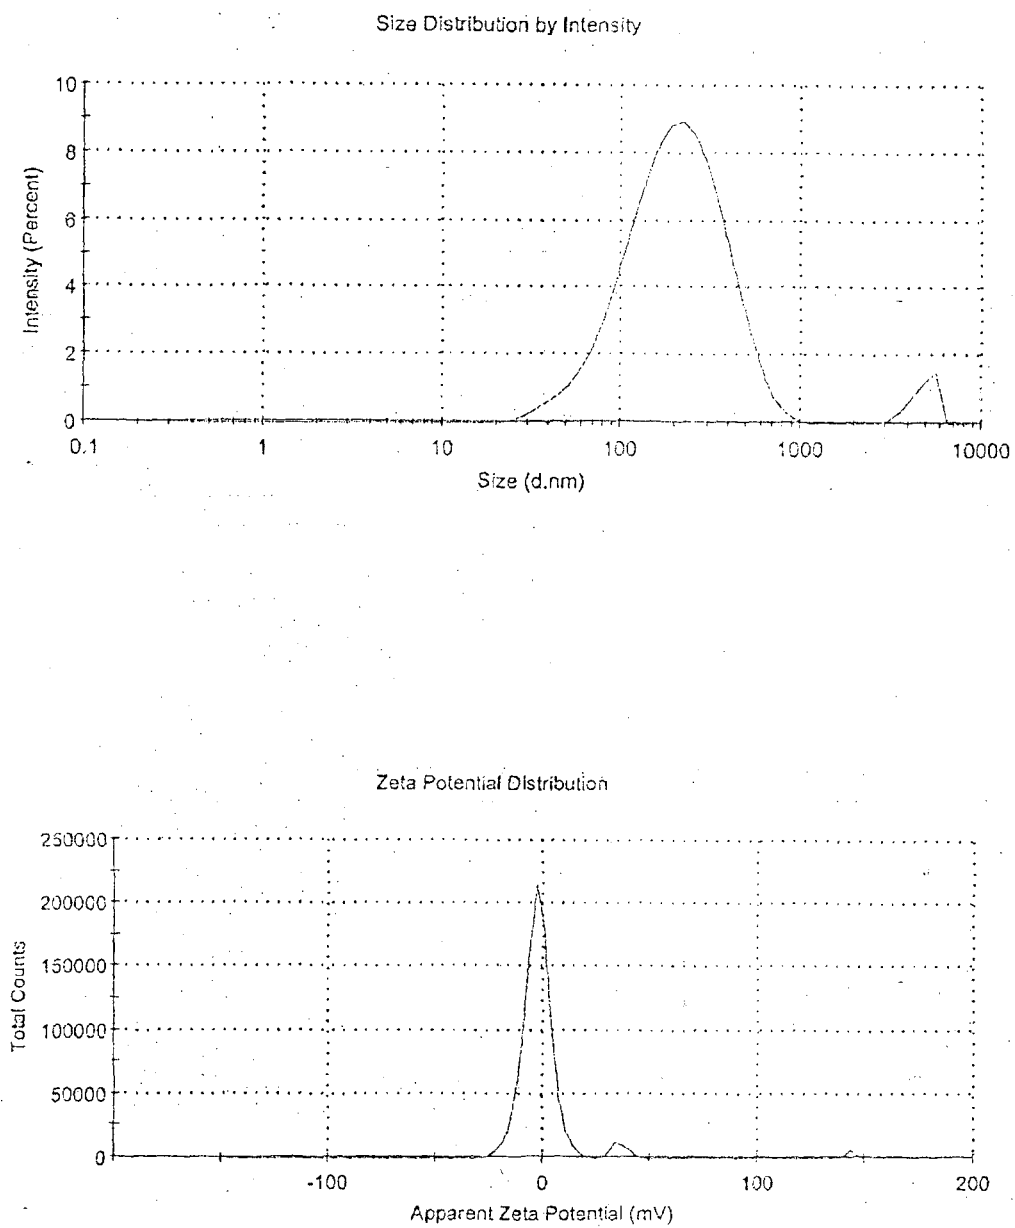 Size Distribution by Intensity
10
8
6
4
2
0
Intensity (Percent)
0.1 1 10 100 1000 10000
Size (d.nm)
Zeta Potential Distribution
250000
200000
150000
100000
50000
0
Total Counts
-100 0 100 200
Apparent Zeta Potential (mV)